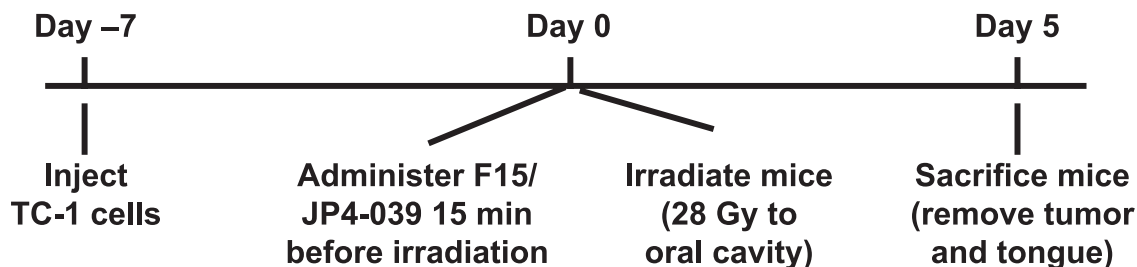 Day –7
Day 0
Day 5
Inject
TC-1 cells
Administer F15/
JP4-039 15 min
before irradiation
Irradiate mice
(28 Gy to
oral cavity)
Sacrifice mice
(remove tumor
and tongue)